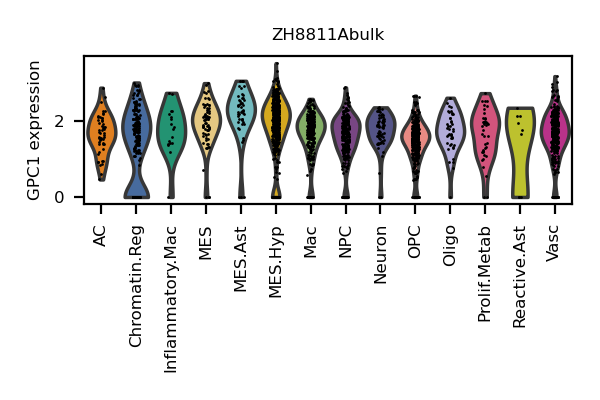 ZH8811Abulk
GPC1 expression
2
0
AC
Chromatin.Reg
Inflammatory.Mac
MES
MES.Ast
MES.Hyp
Mac
NPC
Neuron
OPC
Oligo
Prolif.Metab
Reactive.Ast
Vasc